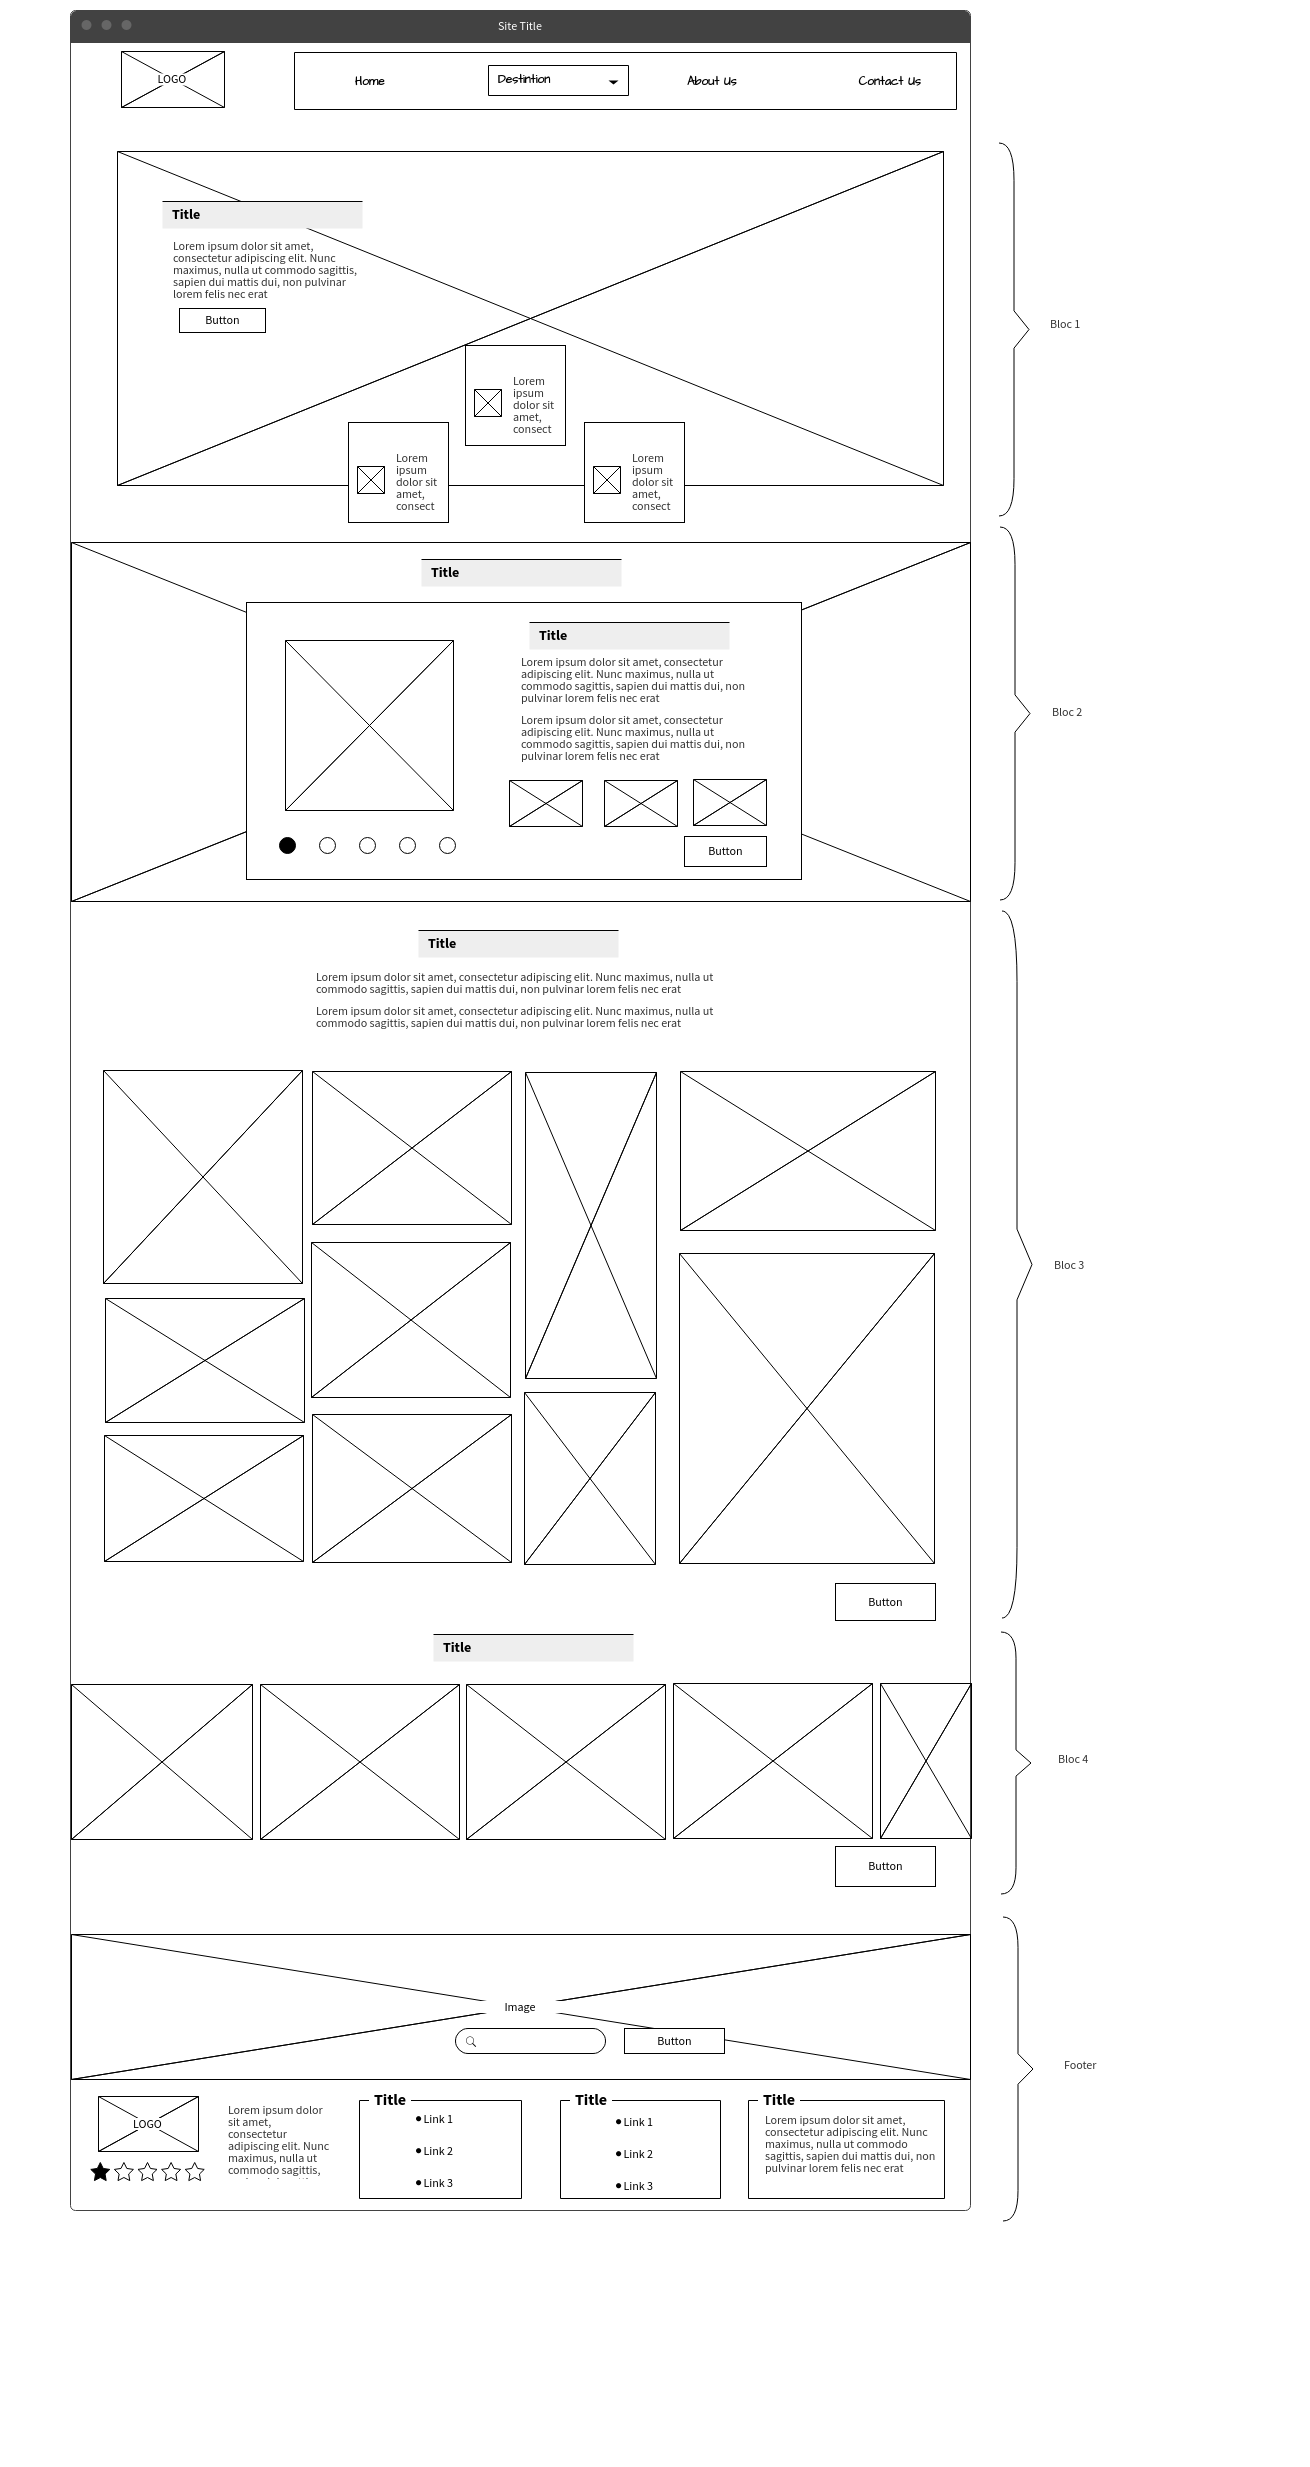 Site Title
LOGO
Home
Destintion
About Us
Contact Us
Title
Lorem ipsum dolor sit amet,
consectetur adipiscing elit. Nunc
maximus, nulla ut commodo sagittis,
sapien dui mattis dui, non pulvinar
lorem felis nec erat
Button
Lorem
ipsum
dolor sit
amet,
consect
Lorem
ipsum
dolor sit
amet,
consect
Lorem
ipsum
dolor sit
amet,
consect
Bloc 1
Title
Title
Lorem ipsum dolor sit amet, consectetur
adipiscing elit. Nunc maximus, nulla ut
commodo sagittis, sapien dui mattis dui, non
pulvinar lorem felis nec erat
Lorem ipsum dolor sit amet, consectetur
adipiscing elit. Nunc maximus, nulla ut
commodo sagittis, sapien dui mattis dui, non
pulvinar lorem felis nec erat
Button
Bloc 2
Title
Lorem ipsum dolor sit amet, consectetur adipiscing elit. Nunc maximus, nulla ut
commodo sagittis, sapien dui mattis dui, non pulvinar lorem felis nec erat
Lorem ipsum dolor sit amet, consectetur adipiscing elit. Nunc maximus, nulla ut
commodo sagittis, sapien dui mattis dui, non pulvinar lorem felis nec erat
Button
Bloc 3
Title
Button
Bloc 4
Image
Button
LOGO
Lorem ipsum dolor
sit amet,
consectetur
adipiscing elit. Nunc
maximus, nulla ut
commodo sagittis,
Title
Link 1
Link 2
Link 3
Title
Link 1
Link 2
Link 3
Title
Lorem ipsum dolor sit amet,
consectetur adipiscing elit. Nunc
maximus, nulla ut commodo
sagittis, sapien dui mattis dui, non
pulvinar lorem felis nec erat
Footer